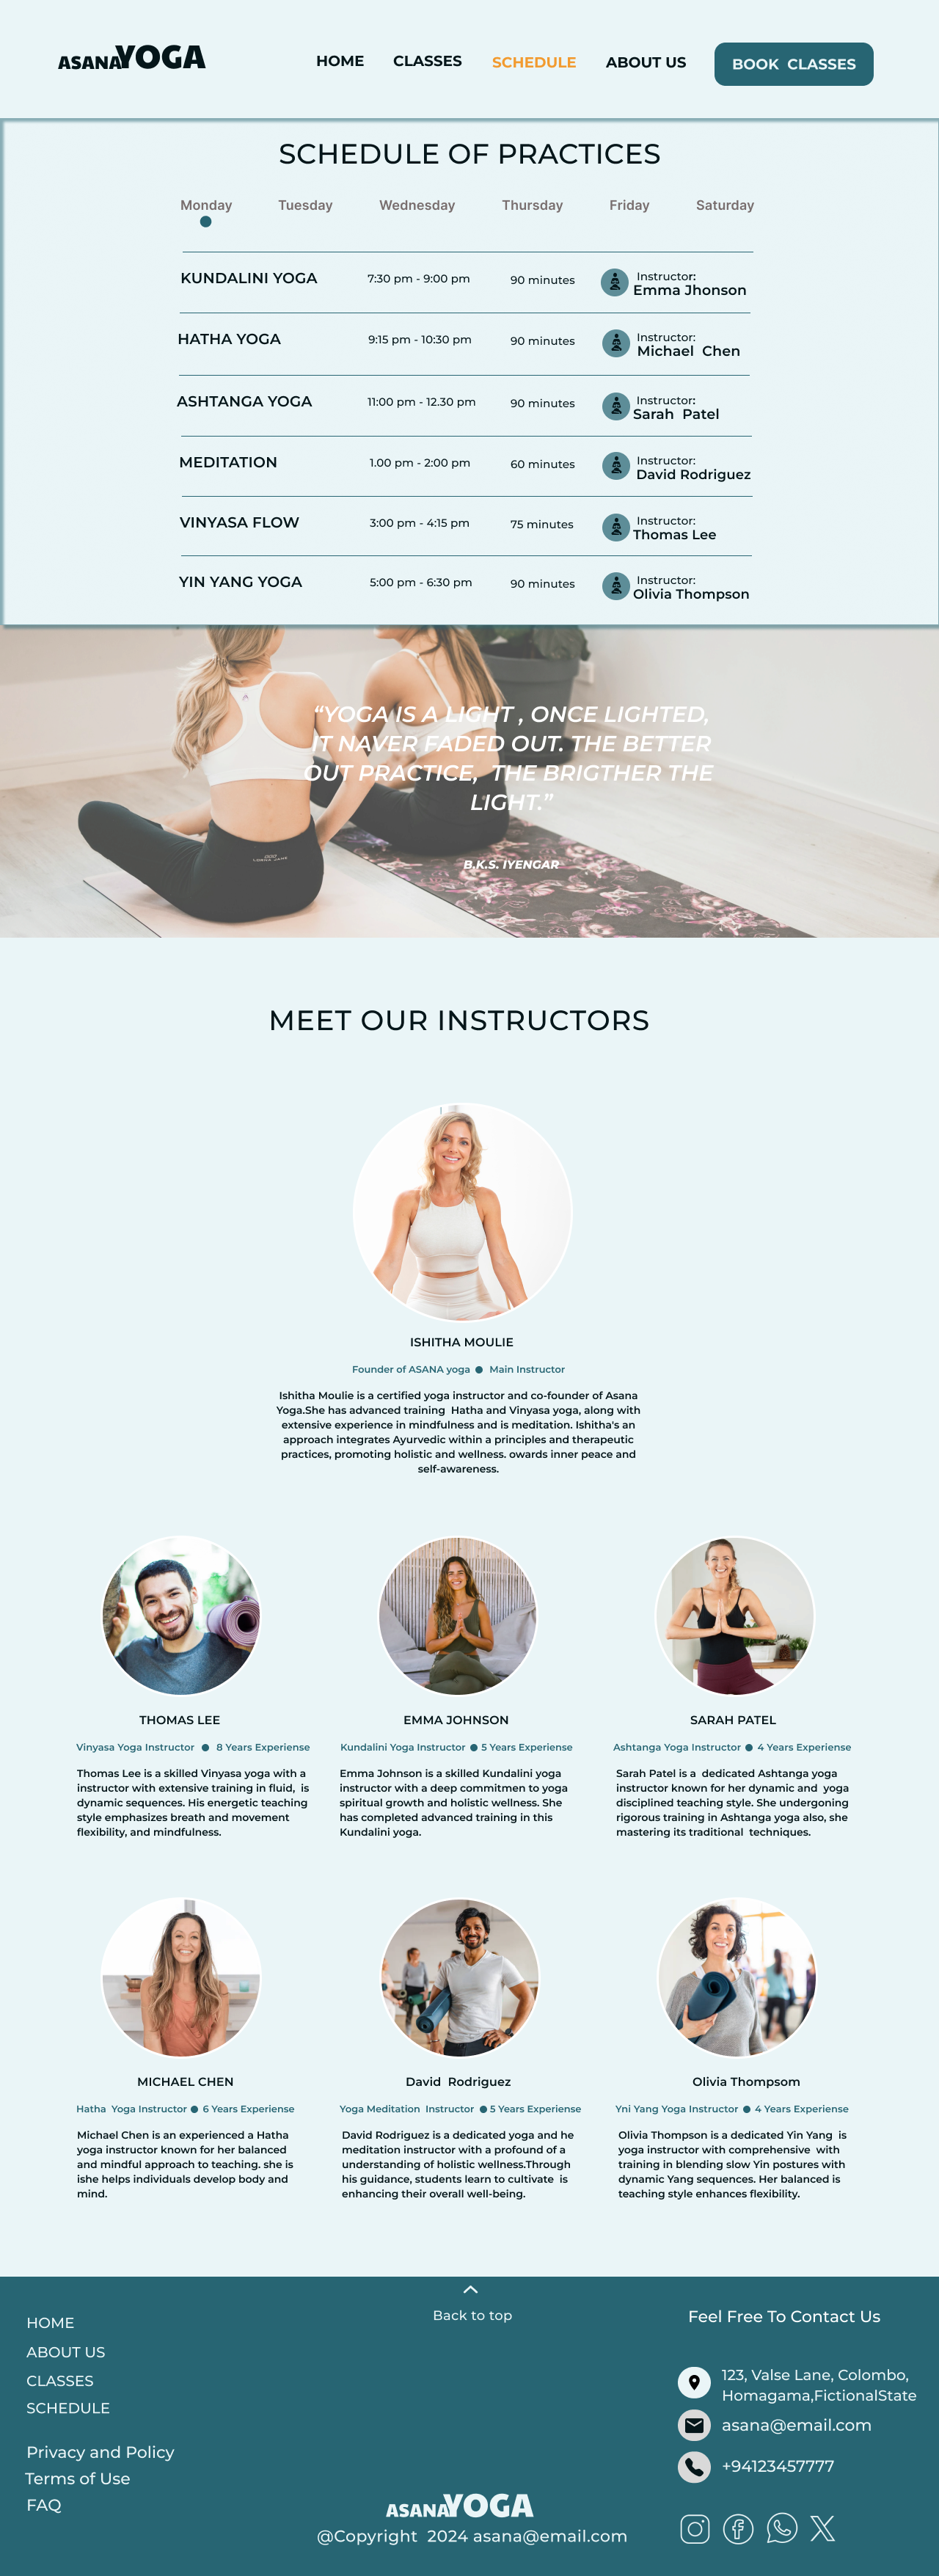 ASANAYOGA
HOME CLASSES SCHEDULE ABOUT US BOOK CLASSES
SCHEDULE OF PRACTICES
Monday Tuesday Wednesday Thursday Friday Saturday
KUNDALINI YOGA 7:30 pm - 9:00 pm 90 minutes Instructor:
Emma Jhonson
HATHA YOGA 9:15 pm - 10:30 pm 90 minutes Instructor:
Michael Chen
ASHTANGA YOGA 11:00 pm - 12.30 pm 90 minutes Instructor:
Sarah Patel
MEDITATION 1.00 pm - 2:00 pm 60 minutes Instructor:
David Rodriguez
VINYASA FLOW 3:00 pm - 4:15 pm 75 minutes Instructor:
Thomas Lee
YIN YANG YOGA 5:00 pm - 6:30 pm 90 minutes Instructor:
Olivia Thompson
“YOGA IS A LIGHT , ONCE LIGHTED,
IT NAVER FADED OUT. THE BETTER
OUT PRACTICE, THE BRIGTHER THE
LIGHT.”
B.K.S. IYENGAR
MEET OUR INSTRUCTORS
ISHITHA MOULIE
Founder of ASANA yoga ● Main Instructor
Ishitha Moulie is a certified yoga instructor and co-founder of Asana
Yoga.She has advanced training Hatha and Vinyasa yoga, along with
extensive experience in mindfulness and is meditation. Ishitha's an
approach integrates Ayurvedic within a principles and therapeutic
practices, promoting holistic and wellness. owards inner peace and
self-awareness.
THOMAS LEE
Vinyasa Yoga Instructor ● 8 Years Experiense
Thomas Lee is a skilled Vinyasa yoga with a
instructor with extensive training in fluid, is
dynamic sequences. His energetic teaching
style emphasizes breath and movement
flexibility, and mindfulness.
EMMA JOHNSON
Kundalini Yoga Instructor ● 5 Years Experiense
Emma Johnson is a skilled Kundalini yoga
instructor with a deep commitmen to yoga
spiritual growth and holistic wellness. She
has completed advanced training in this
Kundalini yoga.
SARAH PATEL
Ashtanga Yoga Instructor ● 4 Years Experiense
Sarah Patel is a dedicated Ashtanga yoga
instructor known for her dynamic and yoga
disciplined teaching style. She undergoing
rigorous training in Ashtanga yoga also, she
mastering its traditional techniques.
MICHAEL CHEN
Hatha Yoga Instructor ● 6 Years Experiense
Michael Chen is an experienced a Hatha
yoga instructor known for her balanced
and mindful approach to teaching. she is
ishe helps individuals develop body and
mind.
David Rodriguez
Yoga Meditation Instructor ● 5 Years Experiense
David Rodriguez is a dedicated yoga and he
meditation instructor with a profound of a
understanding of holistic wellness.Through
his guidance, students learn to cultivate is
enhancing their overall well-being.
Olivia Thompsom
Yni Yang Yoga Instructor ● 4 Years Experiense
Olivia Thompson is a dedicated Yin Yang is
yoga instructor with comprehensive with
training in blending slow Yin postures with
dynamic Yang sequences. Her balanced is
teaching style enhances flexibility.
HOME
ABOUT US
CLASSES
SCHEDULE
Privacy and Policy
Terms of Use
FAQ
Back to top
ASANAYOGA
@Copyright 2024 asana@email.com
Feel Free To Contact Us
123, Valse Lane, Colombo,
Homagama,FictionalState
asana@email.com
+94123457777